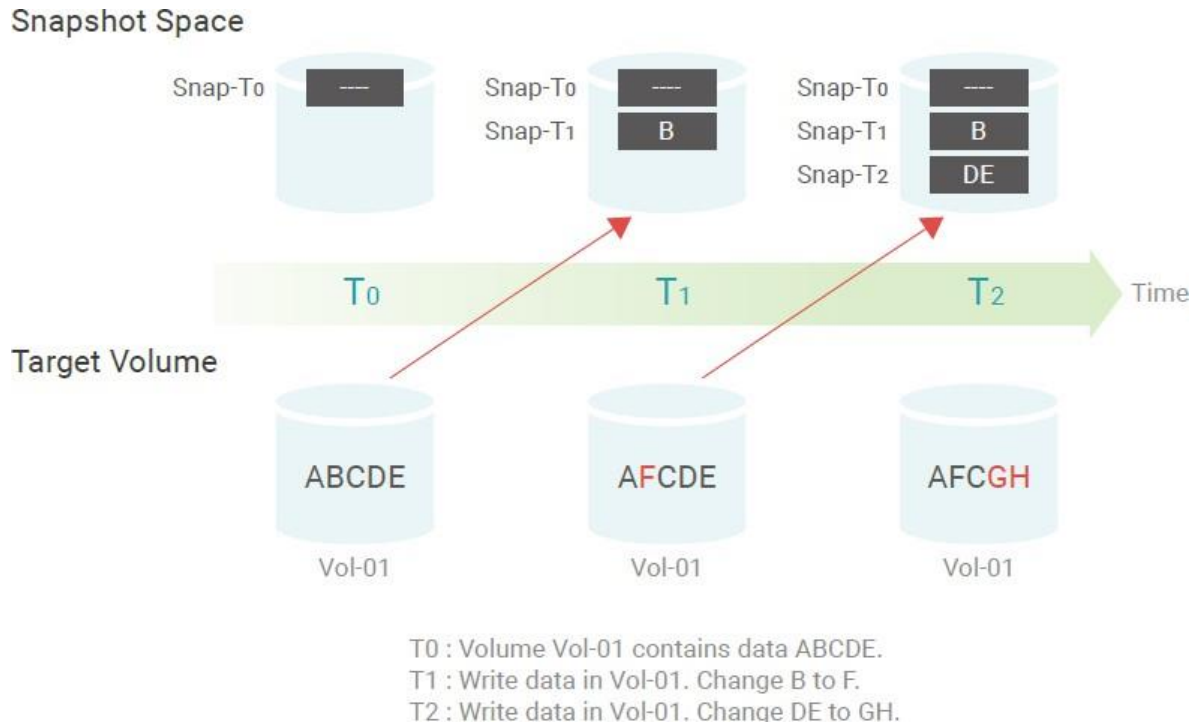 Snapshot Space
Snap-T0 ---- Snap-T0 ---- Snap-T0 ----
Snap-T1 B Snap-T1 B
Snap-T2 DE
T0 T1 T2 Time
Target Volume
ABCDE AFCDE AFCGH
Vol-01 Vol-01 Vol-01
T0 : Volume Vol-01 contains data ABCDE.
T1 : Write data in Vol-01. Change B to F.
T2 : Write data in Vol-01. Change DE to GH.